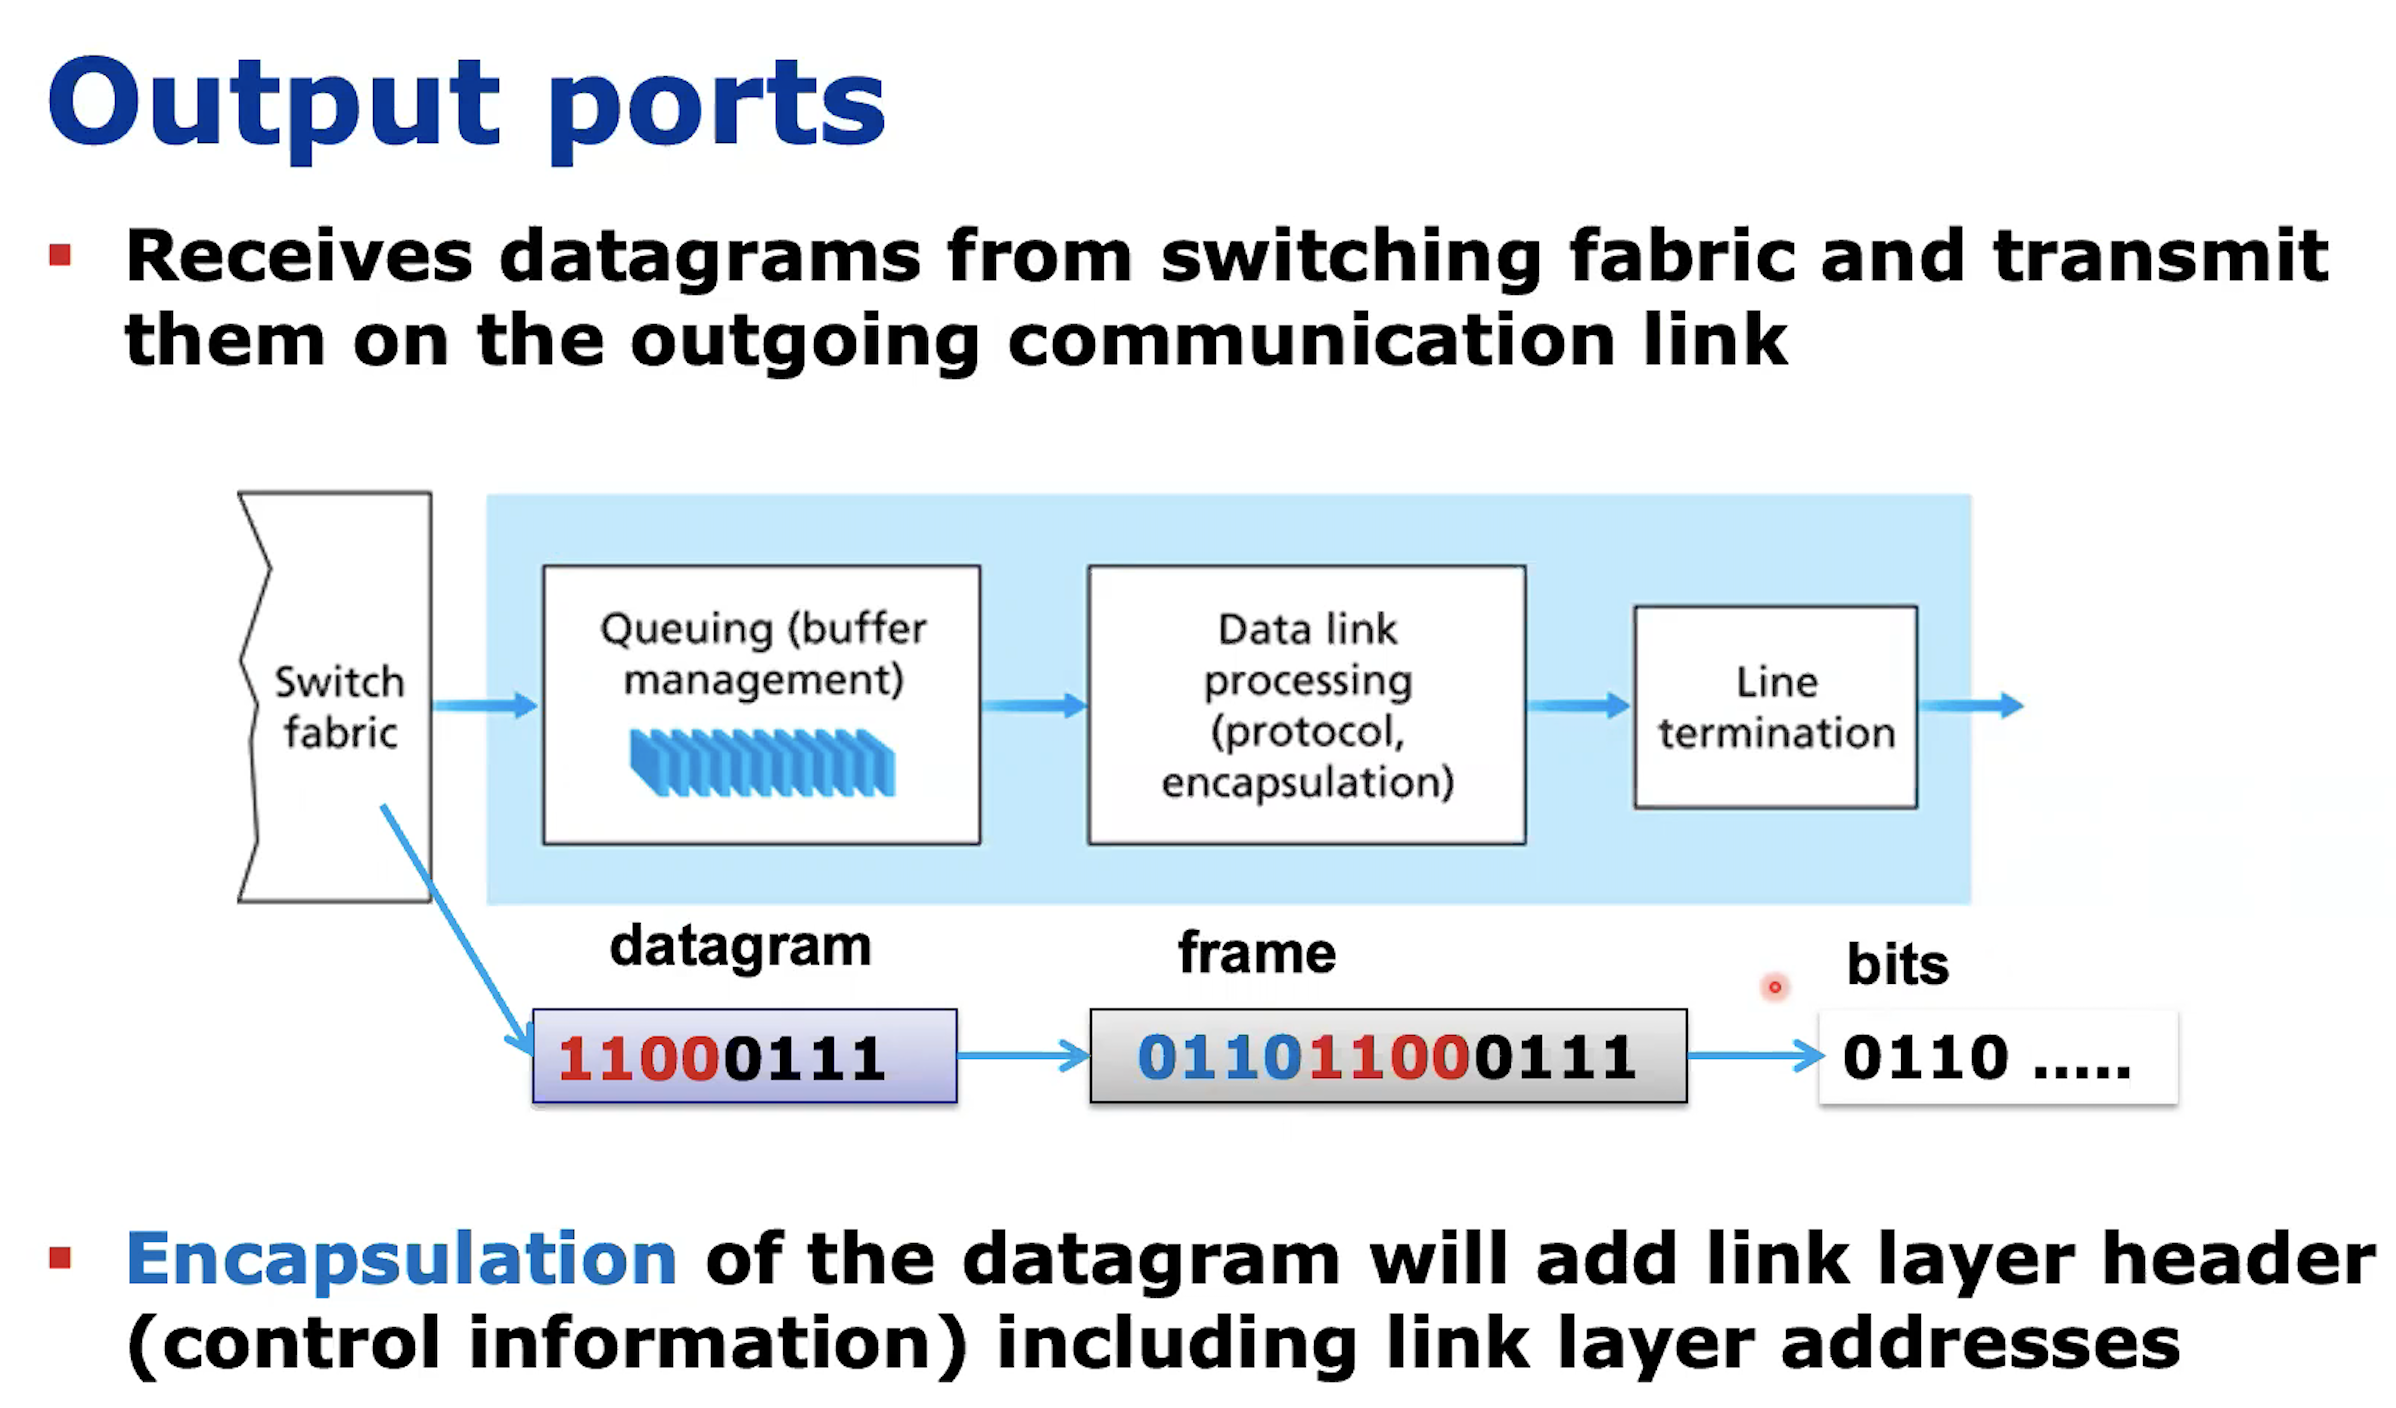 Output ports
Receives datagrams from switching fabric and transmit
them on the outgoing communication link
Switch
fabric
Queuing (buffer
management)
Data link
processing
(protocol,
encapsulation)
Line
termination
datagram
frame
bits
11000111
011011000111
0110 .....
Encapsulation of the datagram will add link layer header
(control information) including link layer addresses